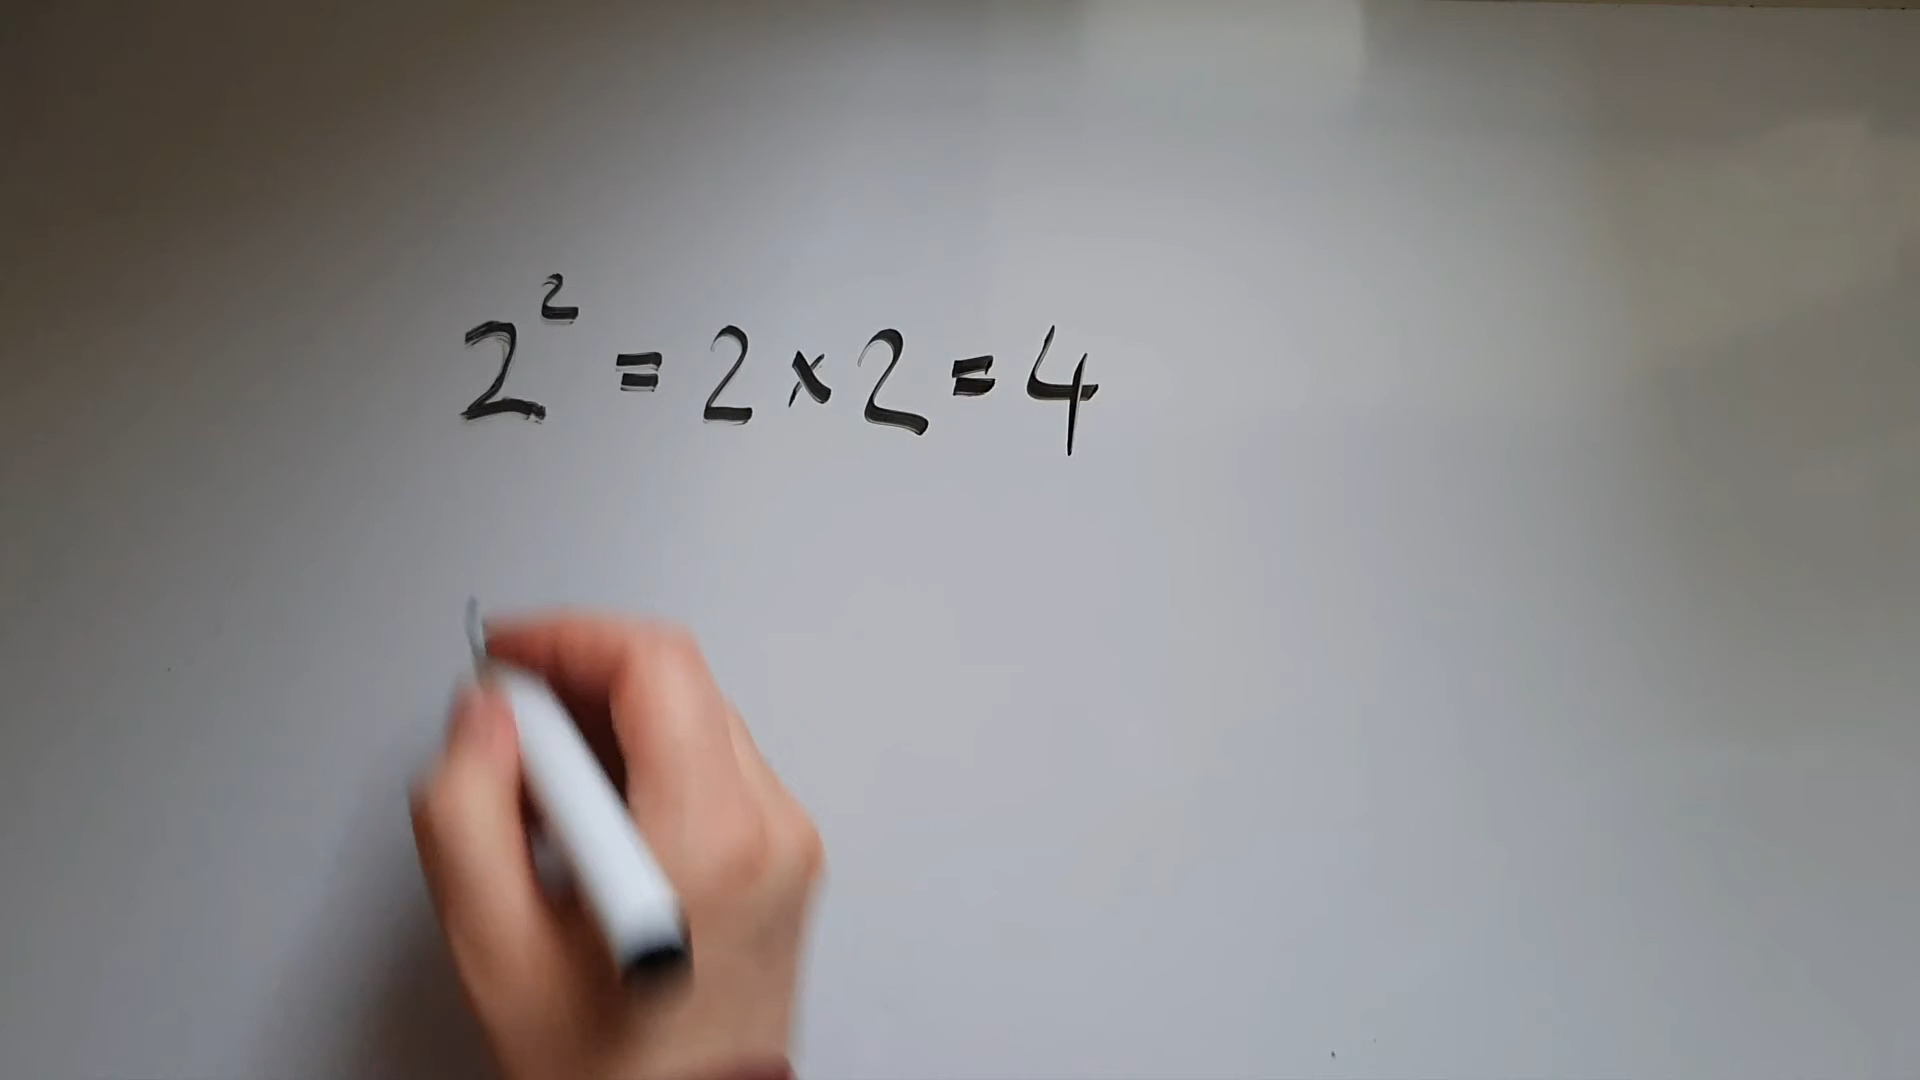 2² = 2 × 2 = 4